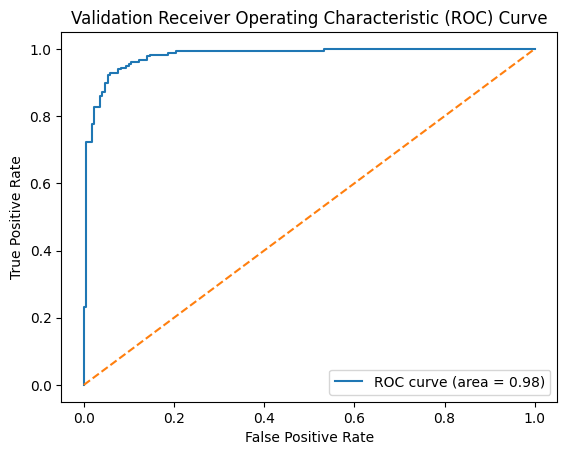 Validation Receiver Operating Characteristic (ROC) Curve
1.0
0.8
0.6
0.4
0.2
0.0
True Positive Rate
ROC curve (area = 0.98)
0.0 0.2 0.4 0.6 0.8 1.0
False Positive Rate